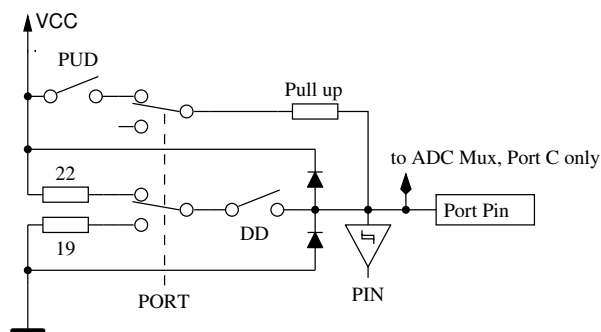 VCC
PUD
Pull up
to ADC Mux, Port C only
22
Port Pin
19
DD
PIN
PORT